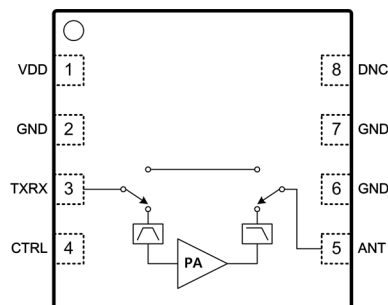 VDD 1 8 DNC
GND 2 7 GND
TXRX 3 6 GND
CTRL 4 5 ANT
PA